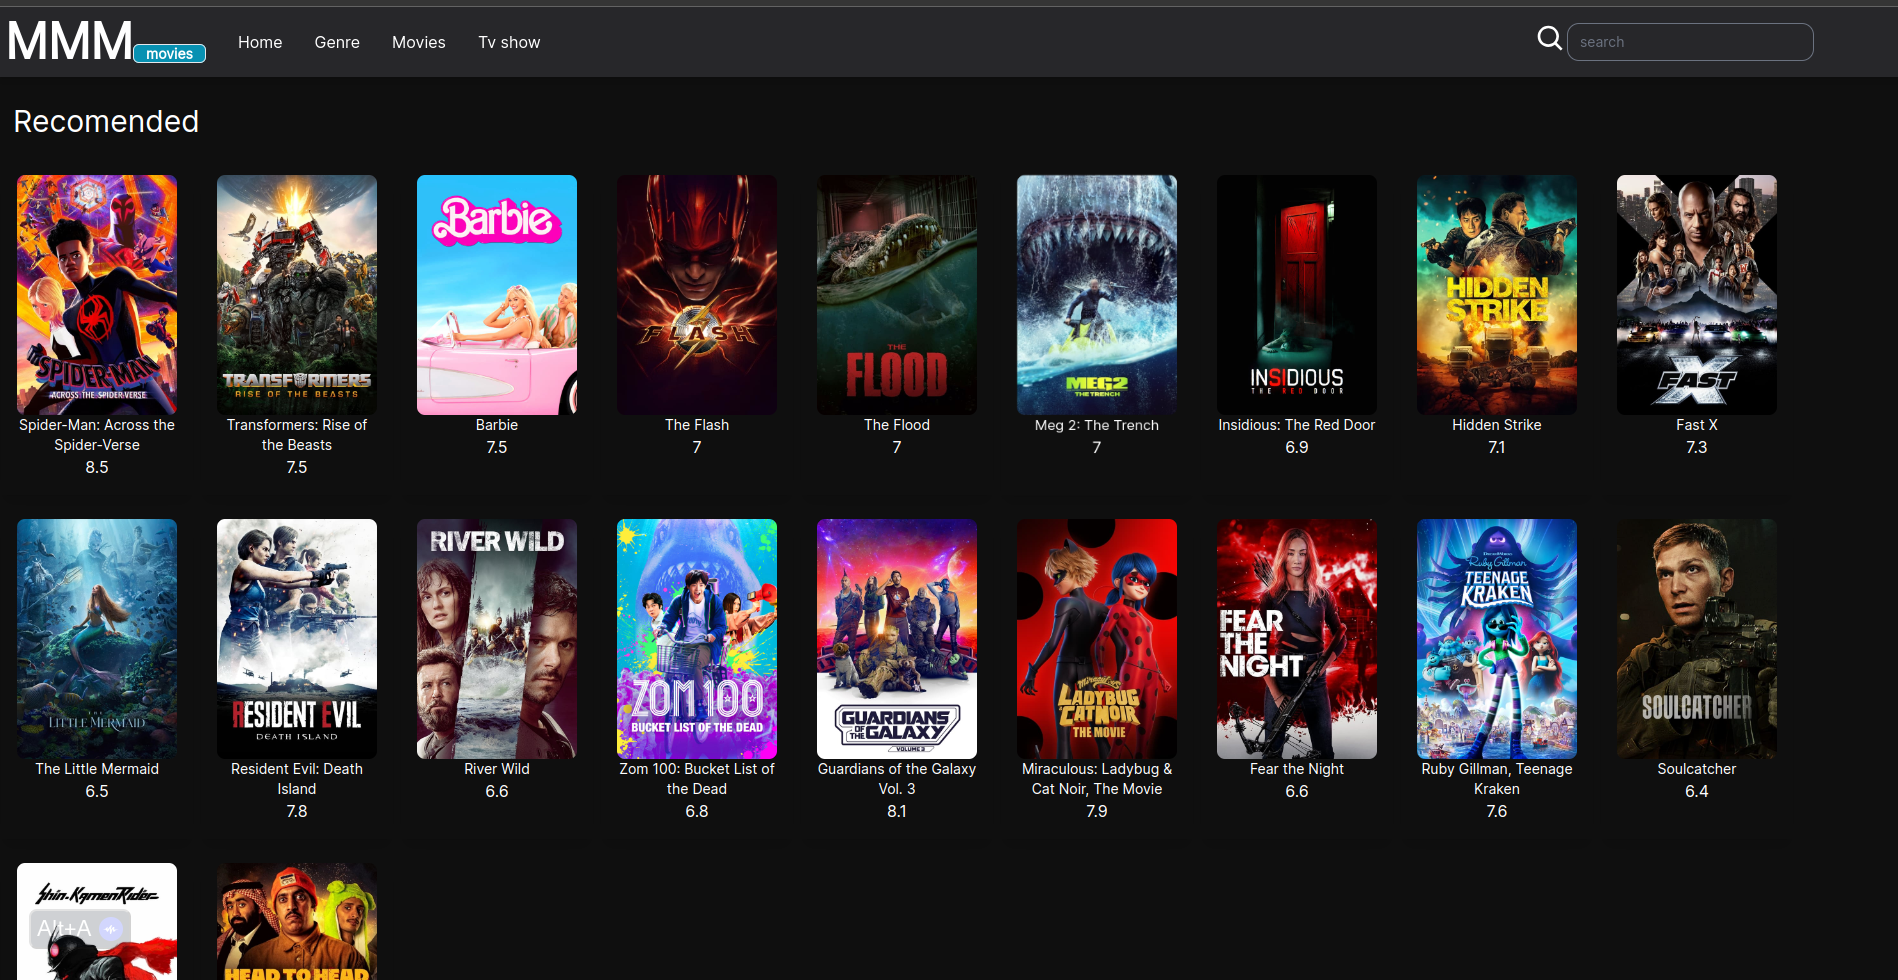 MMM movies Home Genre Movies Tv show search
Recomended
SPIDER-MAN
ACROSS THE SPIDER-VERSE
TRANSFORMERS
RISE OF THE BEASTS
Barbie
FLASH
THE
FLOOD
MEG2
THE TRENCH
INSIDIOUS
THE RED DOOR
HIDDEN
STRIKE
FAST X
Spider-Man: Across the
Spider-Verse
8.5
Transformers: Rise of
the Beasts
7.5
Barbie
7.5
The Flash
7
The Flood
7
Meg 2: The Trench
7
Insidious: The Red Door
6.9
Hidden Strike
7.1
Fast X
7.3
THE
LITTLE MERMAID
RESIDENT EVIL
DEATH ISLAND
RIVER WILD
ZOM 100
BUCKET LIST OF THE DEAD
GUARDIANS
OF THE
GALAXY
VOLUME 3
miraculous
LADYBUG
CATNOIR
THE MOVIE
FEAR
THE
NIGHT
DreamWorks
Ruby Gillman
TEENAGE
KRAKEN
SOULCATCHER
The Little Mermaid
6.5
Resident Evil: Death
Island
7.8
River Wild
6.6
Zom 100: Bucket List of
the Dead
6.8
Guardians of the Galaxy
Vol. 3
8.1
Miraculous: Ladybug &
Cat Noir, The Movie
7.9
Fear the Night
6.6
Ruby Gillman, Teenage
Kraken
7.6
Soulcatcher
6.4
Shin.KamenRider
Alt+A
HEAD TO HEAD